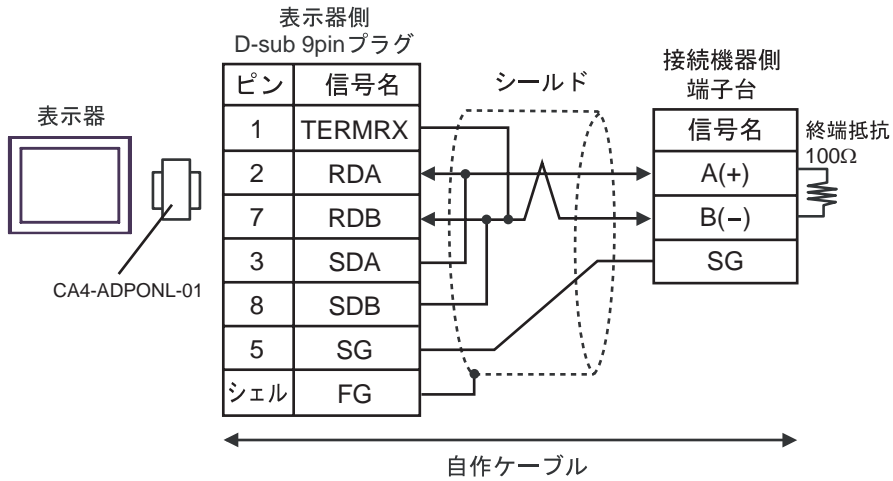 表示器側
D-sub 9pinプラグ
接続機器側
端子台
シールド
表示器
CA4-ADPONL-01
ピン 信号名
1 TERMRX
2 RDA
7 RDB
3 SDA
8 SDB
5 SG
シェル FG
信号名
A(+)
B(−)
SG
終端抵抗
100Ω
自作ケーブル